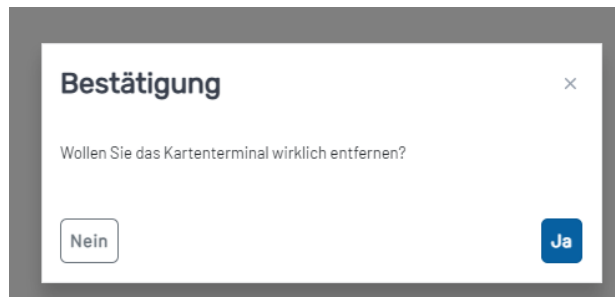 Bestätigung
Wollen Sie das Kartenterminal wirklich entfernen?
Nein
Ja